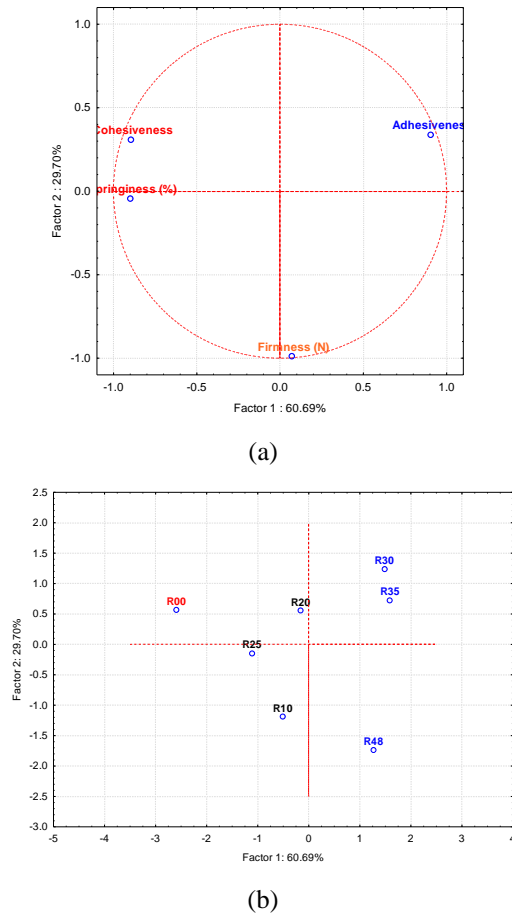 1.0
0.5
Cohesiveness
Adhesivenes
Factor 2 : 29.70%
0.0
pringiness (%)
-0.5
Firmness (N)
-1.0
-1.0 -0.5 0.0 0.5 1.0
Factor 1 : 60.69%
(a)
2.5
2.0
1.5
R30
1.0
R00 R20 R35
0.5
Factor 2: 29.70%
0.0
R25
-0.5
-1.0
R10
-1.5
R48
-2.0
-2.5
-3.0
-5 -4 -3 -2 -1 0 1 2 3 4
Factor 1: 60.69%
(b)